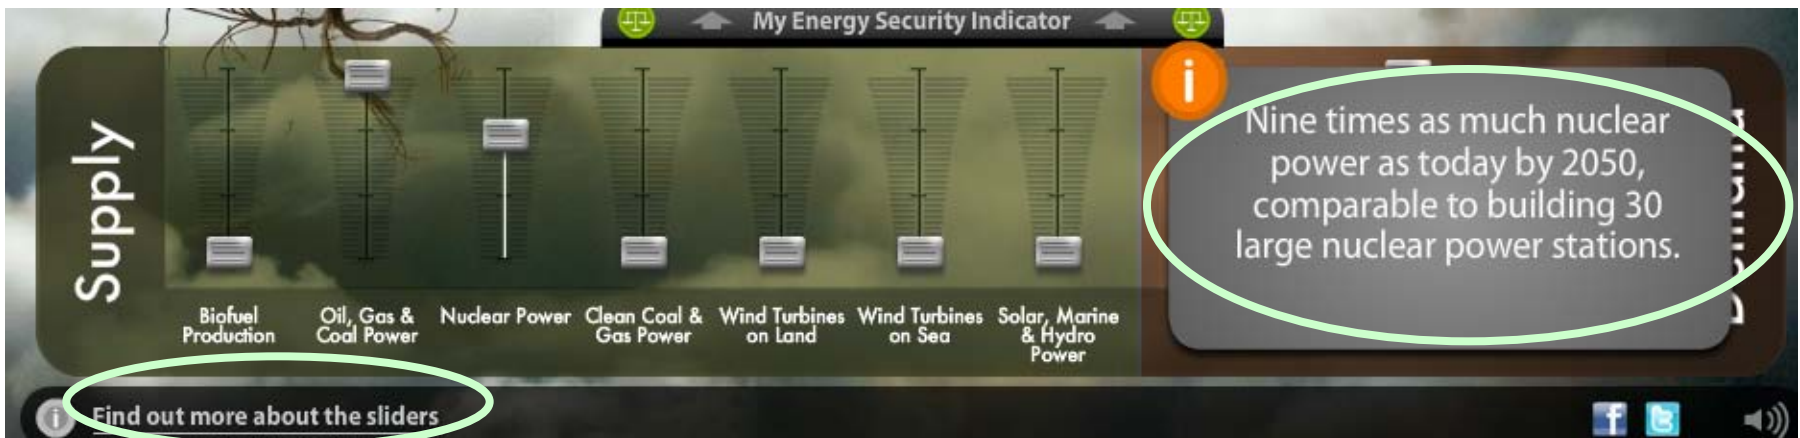 My Energy Security Indicator
Supply
Biofuel
Production
Oil, Gas &
Coal Power
Nuclear Power
Clean Coal &
Gas Power
Wind Turbines
on Land
Wind Turbines
on Sea
Solar, Marine
& Hydro
Power
i
Nine times as much nuclear
power as today by 2050,
comparable to building 30
large nuclear power stations.
i
Find out more about the sliders